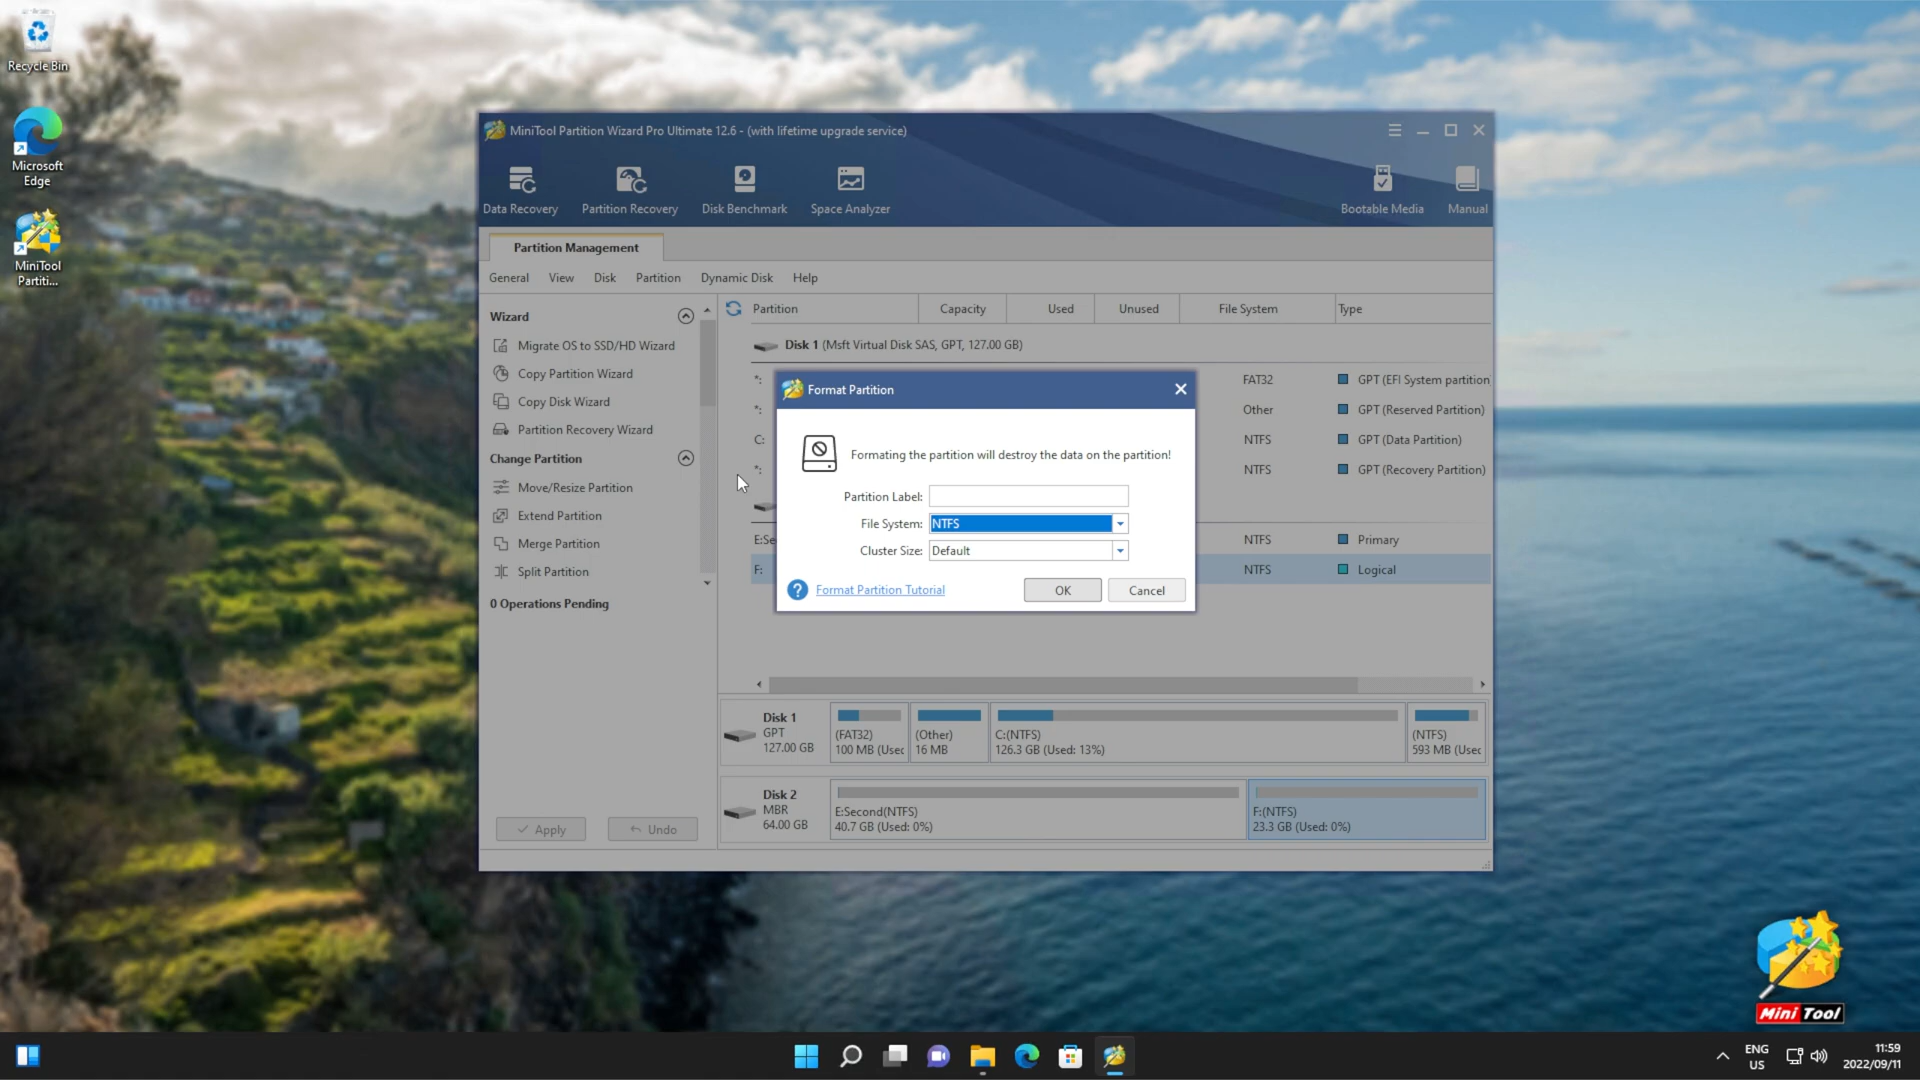 Recycle Bin
Microsoft
Edge
MiniTool
Partiti...
MiniTool Partition Wizard Pro Ultimate 12.6 - (with lifetime upgrade service)
Data Recovery
Partition Recovery
Disk Benchmark
Space Analyzer
Bootable Media
Manual
Partition Management
General
View
Disk
Partition
Dynamic Disk
Help
Wizard
Migrate OS to SSD/HD Wizard
Copy Partition Wizard
Copy Disk Wizard
Partition Recovery Wizard
Change Partition
Move/Resize Partition
Extend Partition
Merge Partition
Split Partition
0 Operations Pending
Apply
Undo
Partition
Capacity
Used
Unused
File System
Type
Disk 1 (Msft Virtual Disk SAS, GPT, 127.00 GB)
*:
FAT32
GPT (EFI System partition
*:
Other
GPT (Reserved Partition)
C:
NTFS
GPT (Data Partition)
*:
NTFS
GPT (Recovery Partition)
E:Se
NTFS
Primary
F:
NTFS
Logical
Format Partition
Formating the partition will destroy the data on the partition!
Partition Label:
File System:
NTFS
Cluster Size:
Default
? Format Partition Tutorial
OK
Cancel
Disk 1
GPT
127.00 GB
(FAT32)
100 MB (Usec
(Other)
16 MB
C:(NTFS)
126.3 GB (Used: 13%)
(NTFS)
593 MB (Usec
Disk 2
MBR
64.00 GB
E:Second(NTFS)
40.7 GB (Used: 0%)
F:(NTFS)
23.3 GB (Used: 0%)
Mini Tool
ENG
US
11:59
2022/09/11